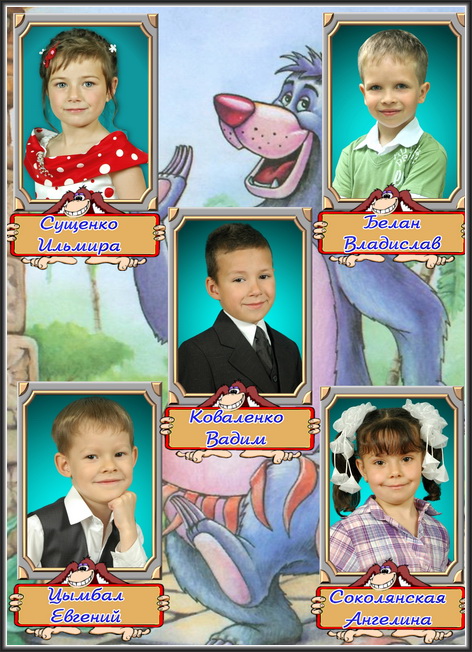 Сущенко
Ильмира
Белан
Владислав
Коваленко
Вадим
Цымбал
Евгений
Соколянская
Ангелина